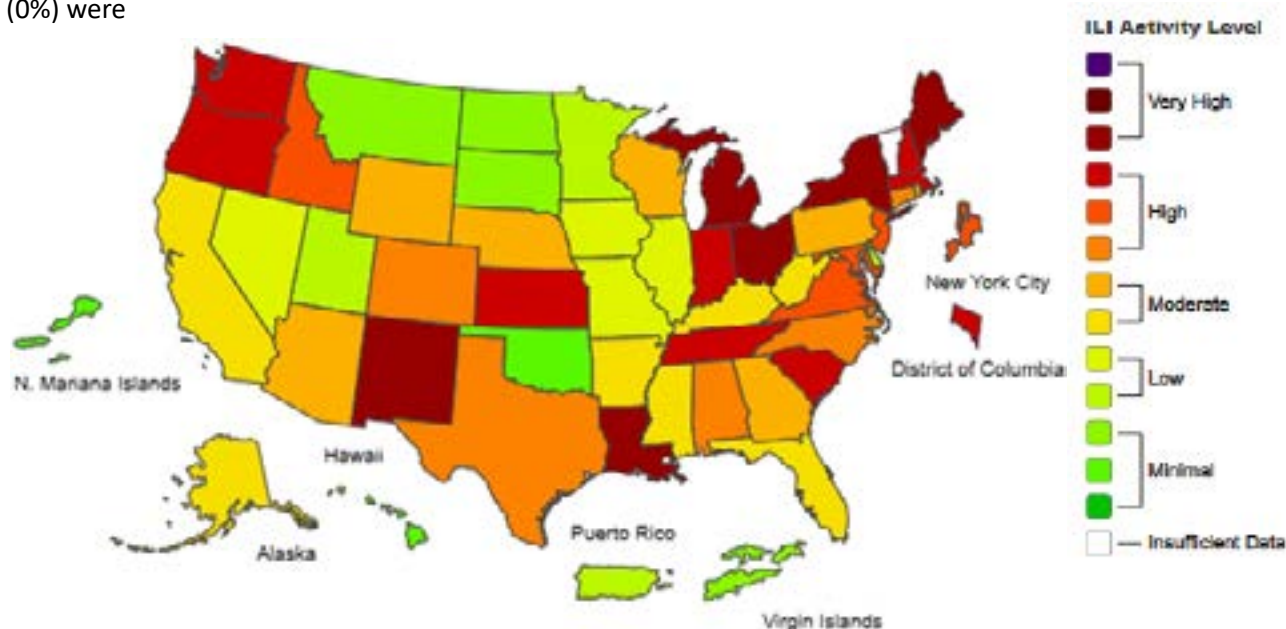 (0%) were
ILI Activity Level
Very High
High
New York City
Moderate
District of Columbia
N. Mariana Islands
Low
Hawaii
Minimal
Puerto Rico
Alaska
Insufficient Data
Virgin Islands